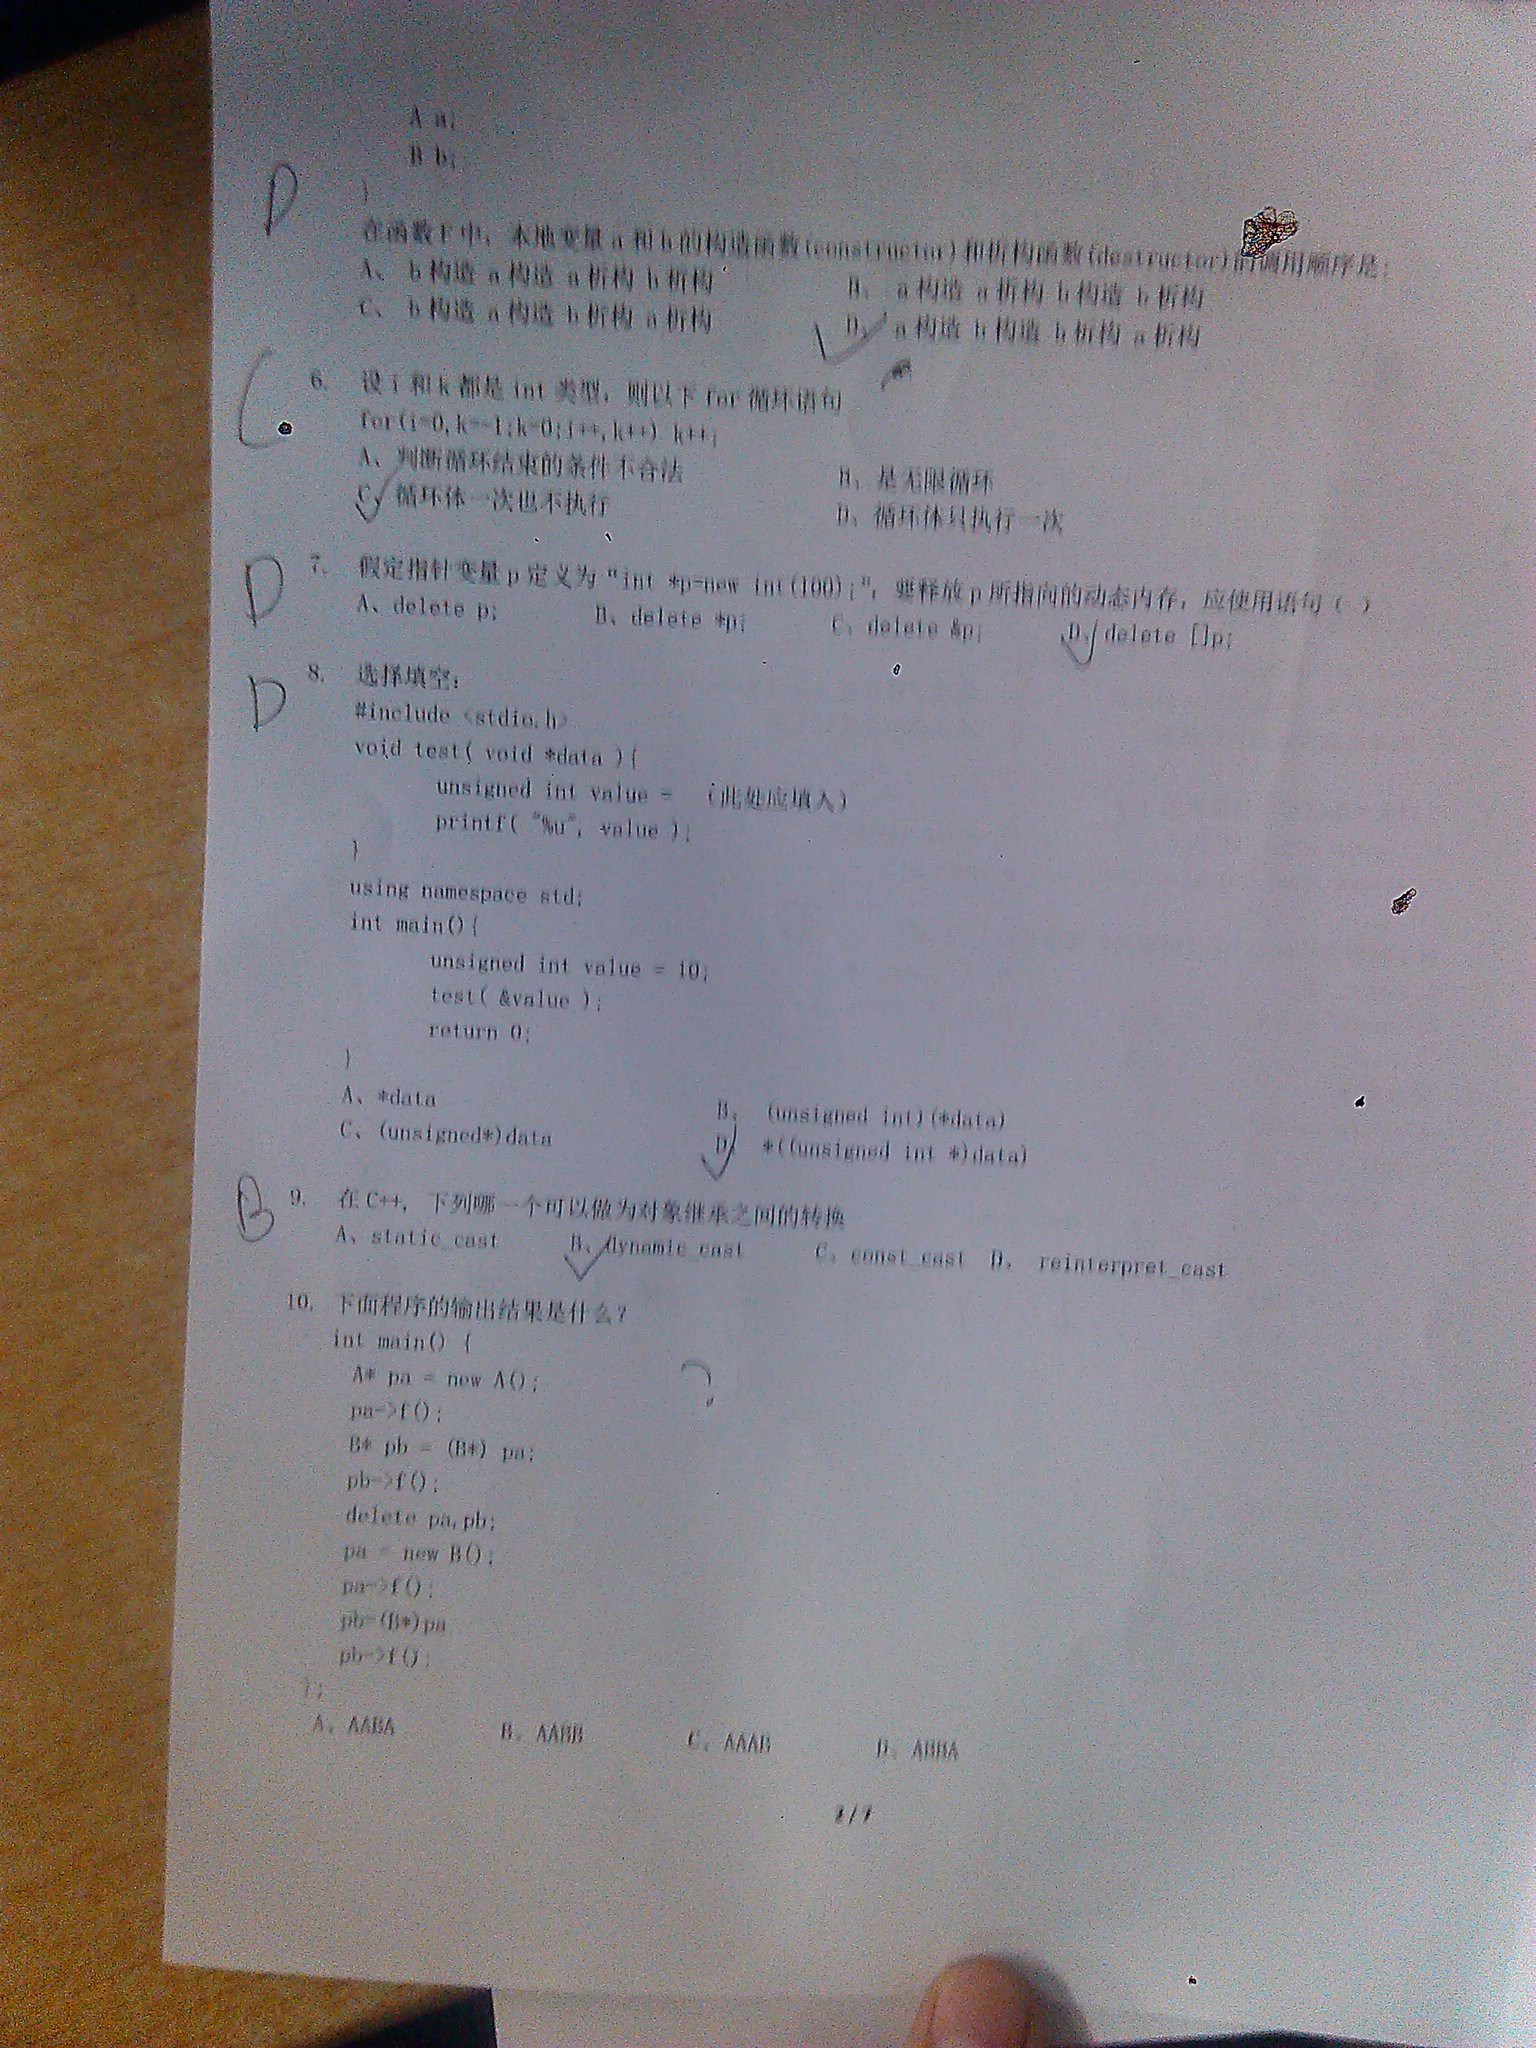 A a;
B b;
}
D
在函数F中，本地变量a和b的构造函数(constructor)和析构函数(destructor)的调用顺序是:
A、 b构造 a构造 a析构 b析构 B、 a构造 a析构 b构造 b析构
C、 b构造 a构造 b析构 a析构 D、 a构造 b构造 b析构 a析构
C
6. 设i和k都是int 类型，则以下for循环语句
for(i=0,k=-1;k=0;i++,k++) k++;
A、判断循环结束的条件不合法 B、是无限循环
C、循环体一次也不执行 D、循环体只执行一次
D
7. 假定指针变量p定义为“int *p=new int(100);”，要释放p所指向的动态内存，应使用语句（ ）
A、delete p; B、delete *p; C、delete &p; D、delete []p;
D
8. 选择填空：
#include <stdio.h>
void test( void *data ){
unsigned int value = （此处应填入）
printf( "%u", value );
}
using namespace std;
int main(){
unsigned int value = 10;
test( &value );
return 0;
}
A、*data B、 (unsigned int)(*data)
C、(unsigned*)data D、 *((unsigned int *)data)
B
9. 在C++, 下列哪一个可以做为对象继承之间的转换
A、static_cast B、dynamic_cast C、const_cast D、 reinterpret_cast
10. 下面程序的输出结果是什么?
int main() {
A* pa = new A();
pa->f();
B* pb = (B*) pa;
pb->f();
delete pa,pb;
pa = new B();
pa->f();
pb=(B*)pa
pb->f();
};
A、AABA B、AABB C、AAAB D、ABBA